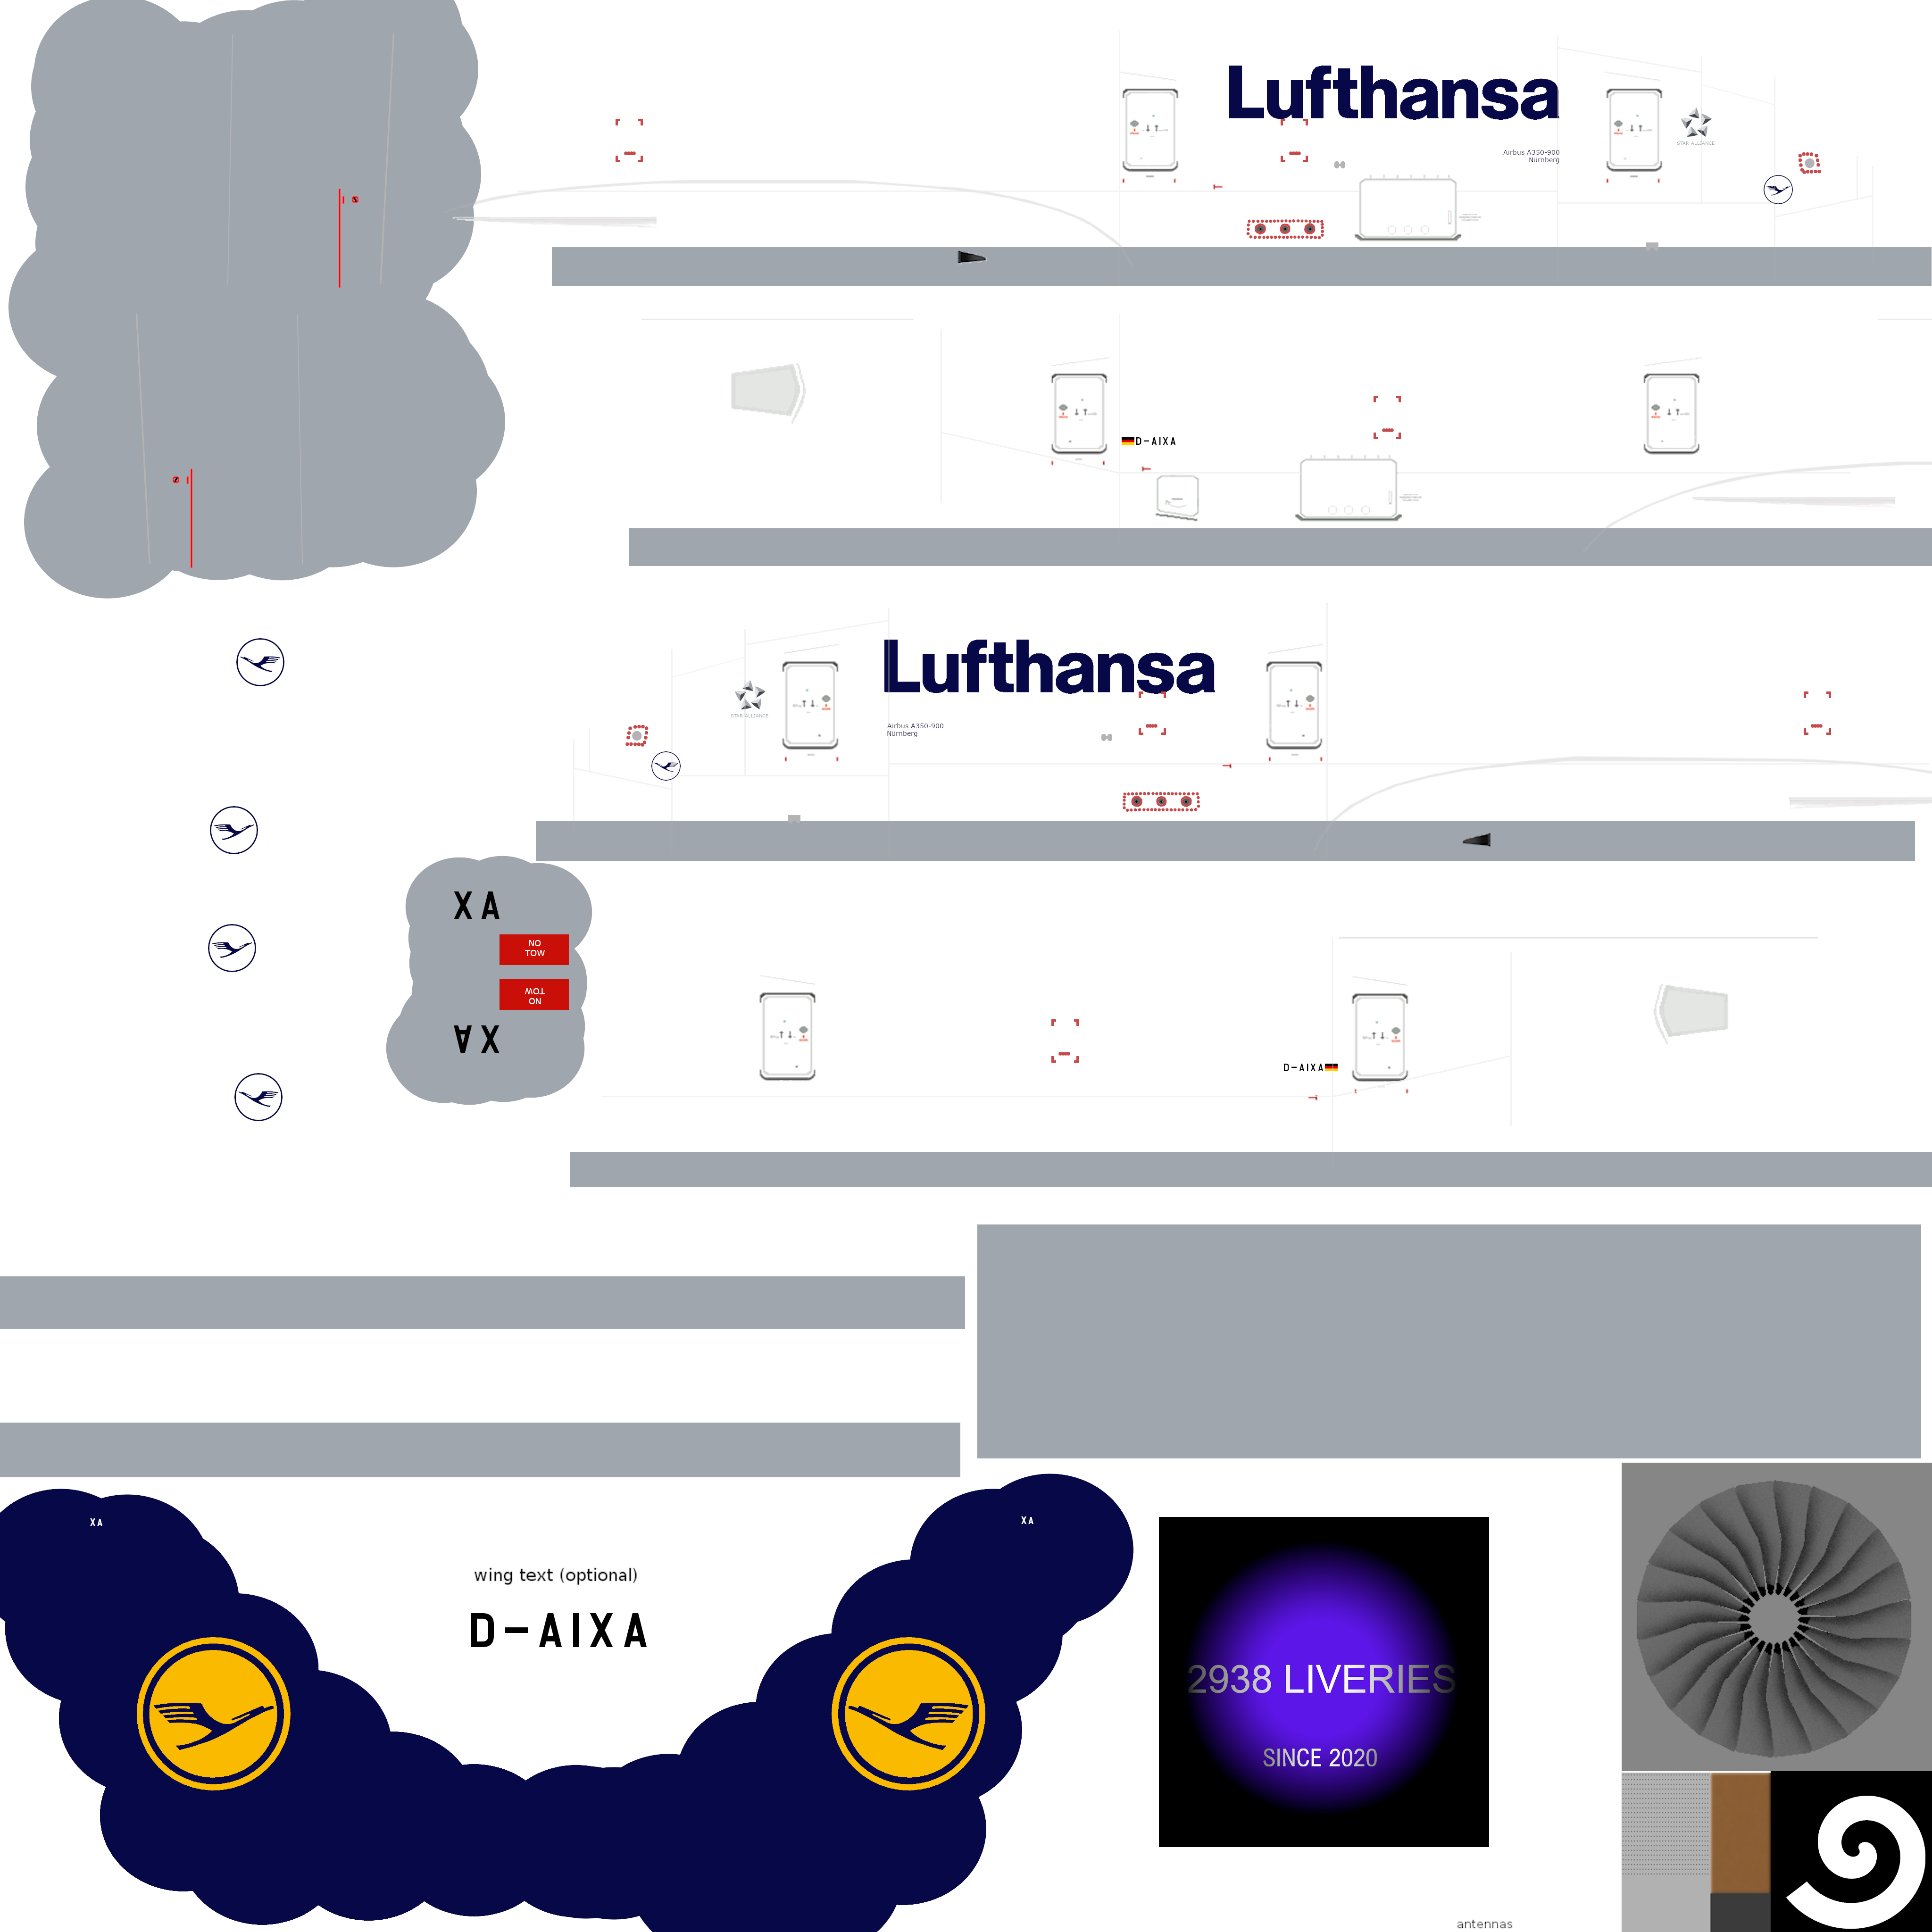 Lufthansa
STAR ALLIANCE
Airbus A350-900
Nürnberg
D-AIXA
Lufthansa
STAR ALLIANCE
Airbus A350-900
Nürnberg
XA
NO
TOW
NO
TOW
XA
D-AIXA
XA
XA
wing text (optional)
D-AIXA
2938 LIVERIES
SINCE 2020
antennas